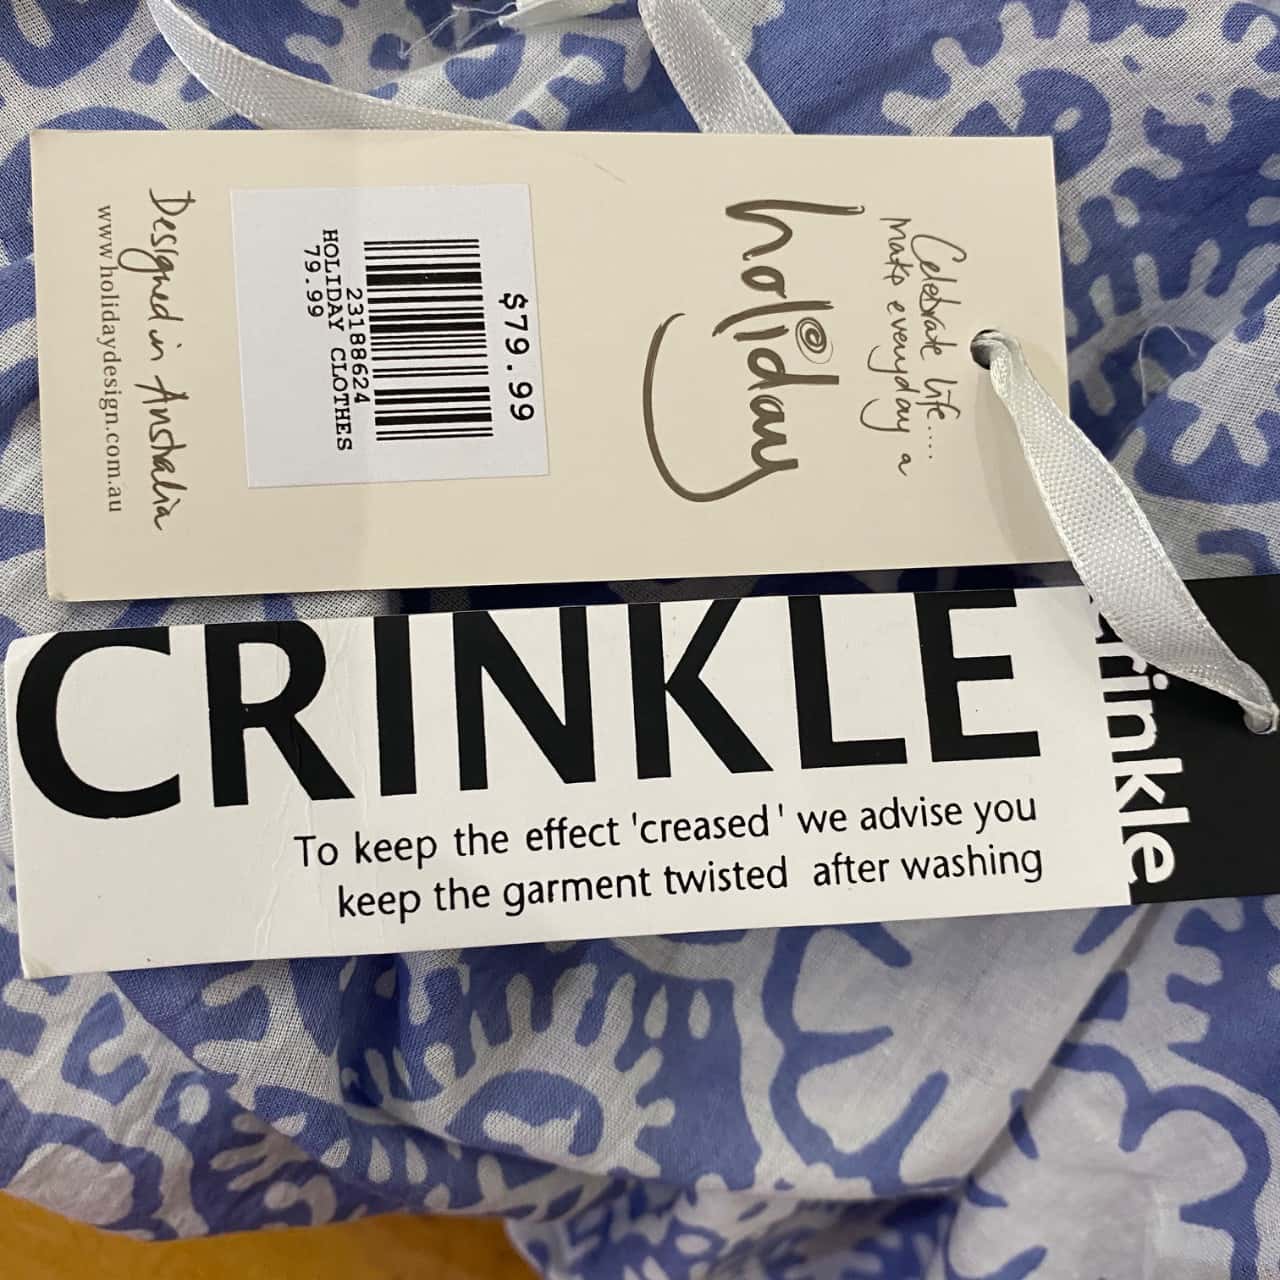 Celebrate life.....
make everyday a
holiday
$79.99
23188624
HOLIDAY CLOTHES
79.99
Designed in Australia
www.holidaydesign.com.au
CRINKLE
To keep the effect 'creased' we advise you
keep the garment twisted after washing
crinkle